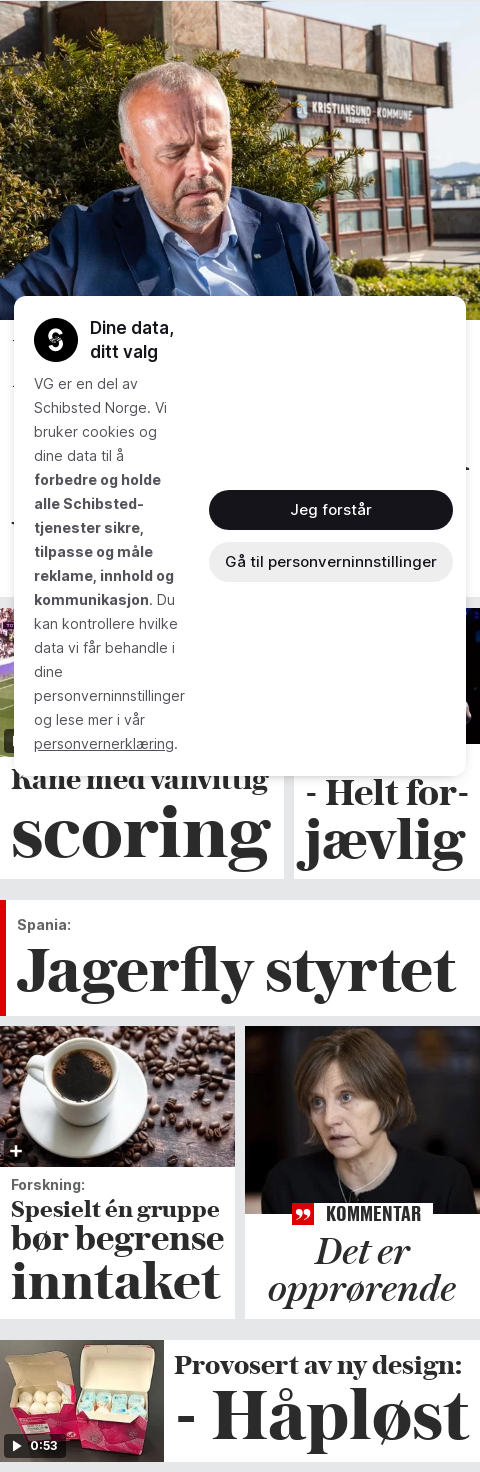 KRISTIANSUND KOMMUNE
RÅDHUSET
Dine data,
ditt valg
VG er en del av
Schibsted Norge. Vi
bruker cookies og
dine data til å
forbedre og holde
alle Schibsted-
tjenester sikre,
tilpasse og måle
reklame, innhold og
kommunikasjon. Du
kan kontrollere hvilke
data vi får behandle i
dine
personverninnstillinger
og lese mer i vår
personvernerklæring.
Jeg forstår
Gå til personverninnstillinger
Kane med vanvittig
scoring
- Helt for-
jævlig
Spania:
Jagerfly styrtet
Forskning:
Spesielt én gruppe
bør begrense
inntaket
KOMMENTAR
Det er
opprørende
Provosert av ny design:
- Håpløst
0:53